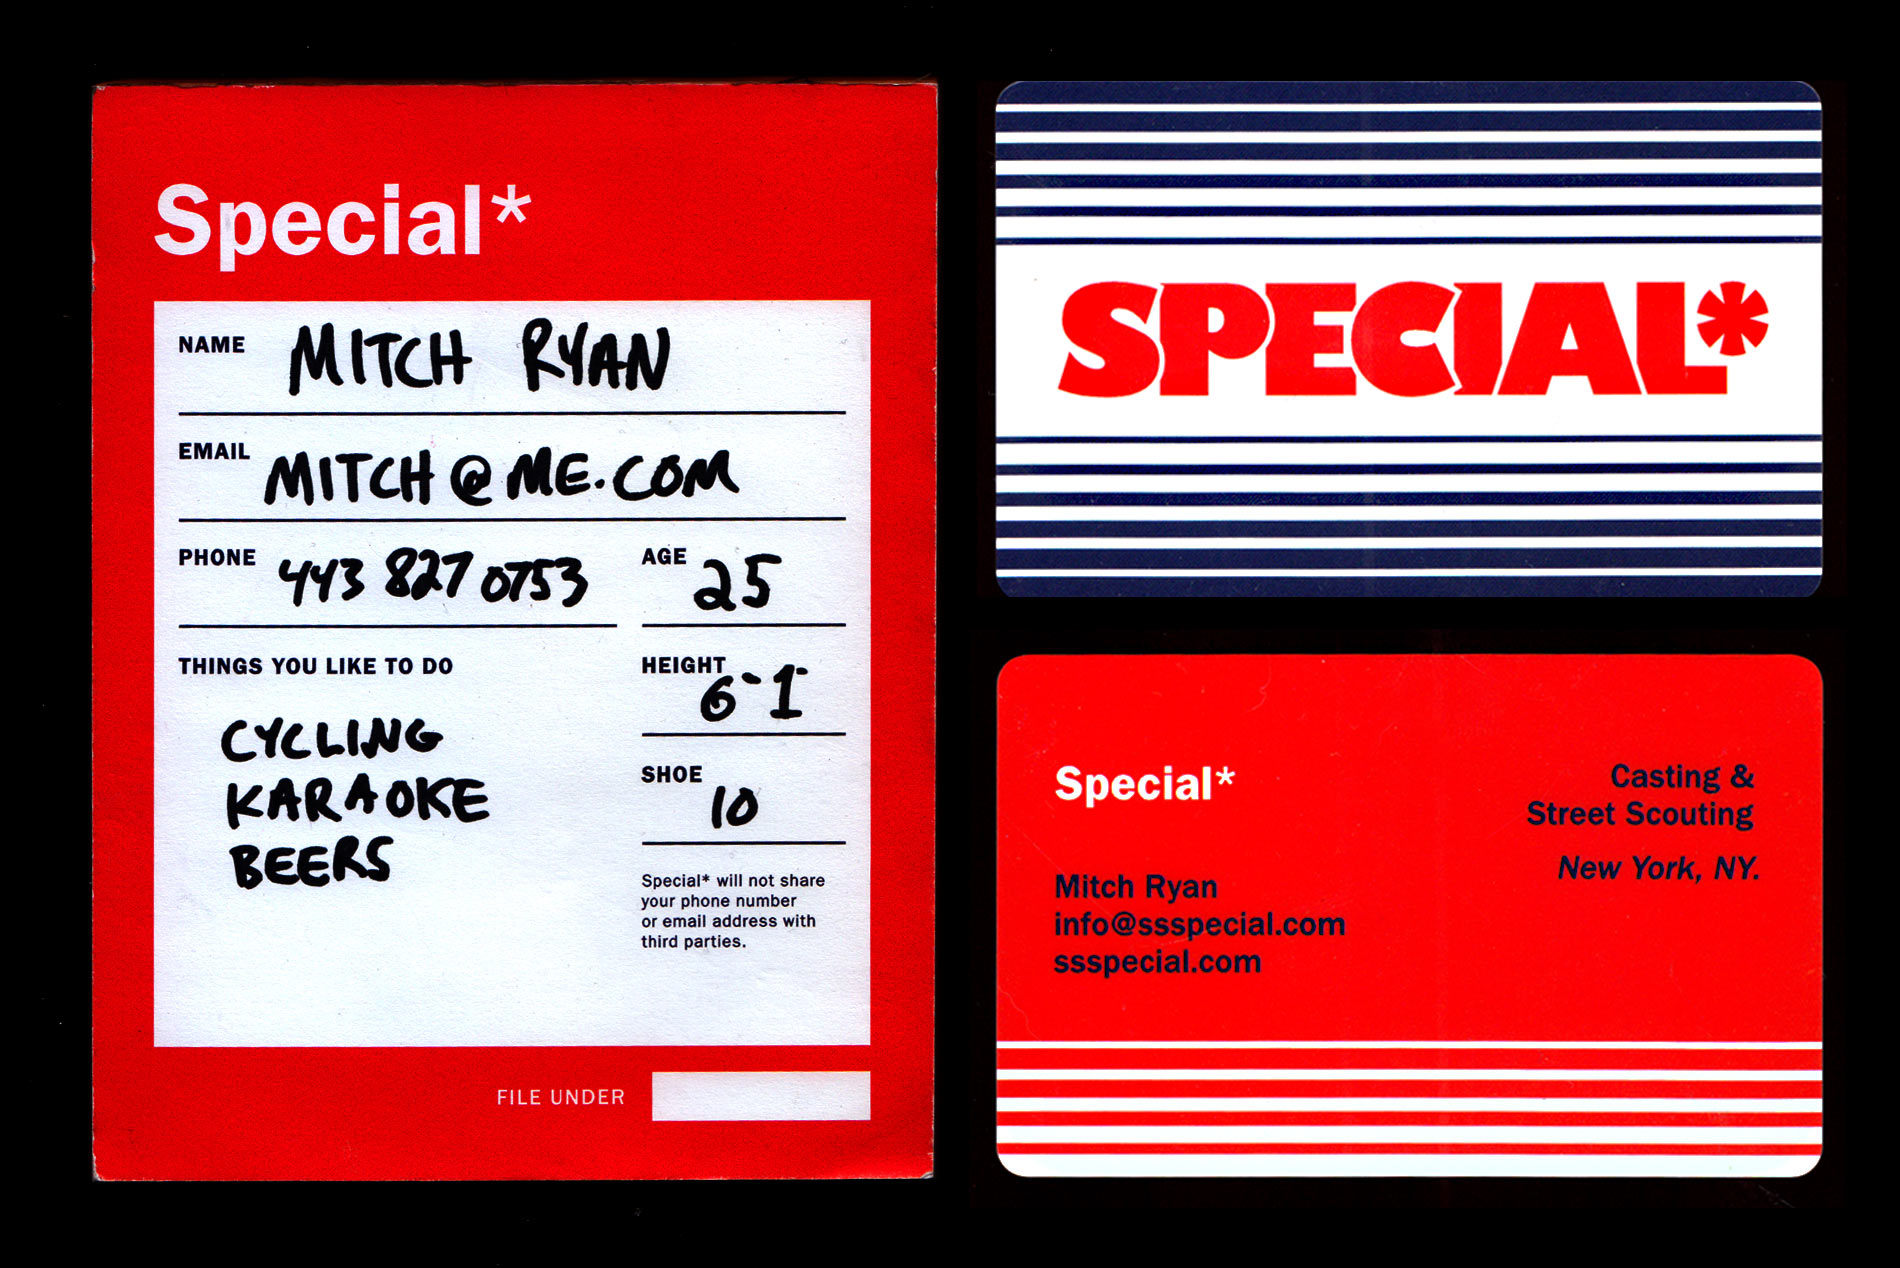 Special*
NAME MITCH RYAN
EMAIL MITCH@ME.COM
PHONE 443 827 0753
AGE 25
THINGS YOU LIKE TO DO
CYCLING
KARAOKE
BEERS
HEIGHT 6-1
SHOE 10
Special* will not share
your phone number
or email address with
third parties.
FILE UNDER
SPECIAL*
Special*
Casting &
Street Scouting
New York, NY.
Mitch Ryan
info@ssspecial.com
ssspecial.com